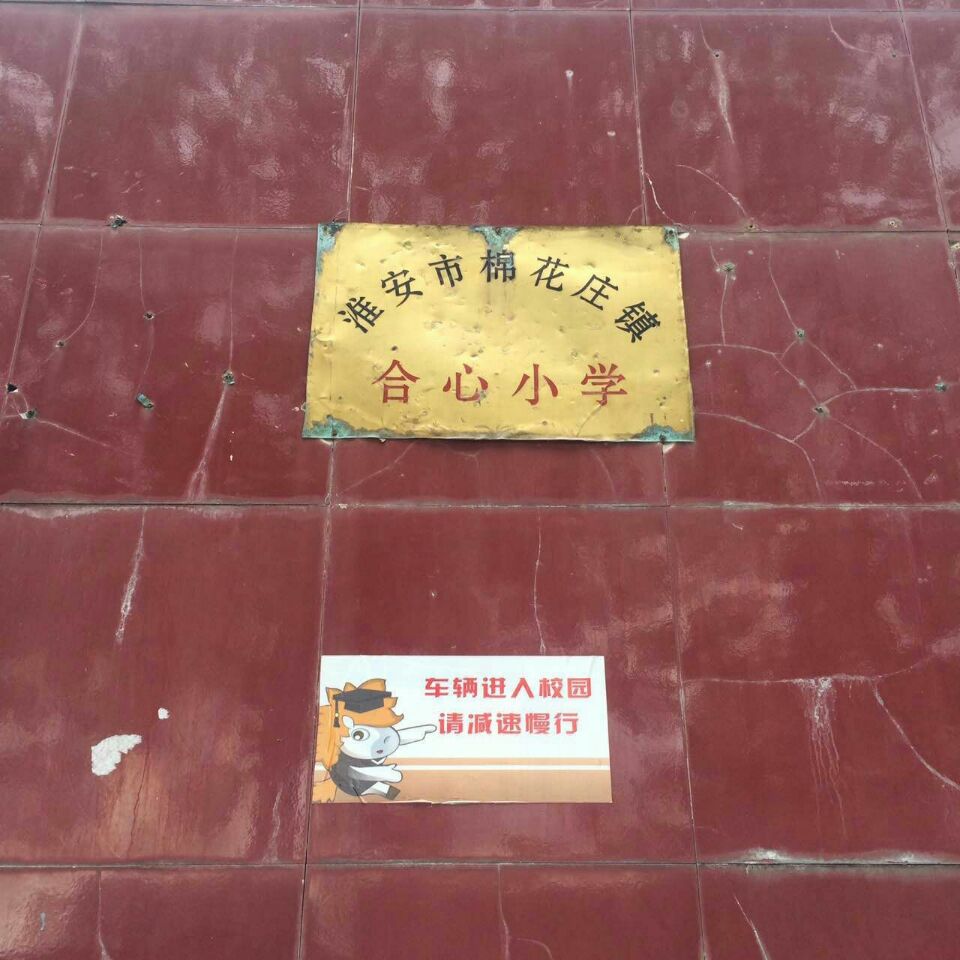 淮安市棉花庄镇
合心小学
车辆进入校园
请减速慢行